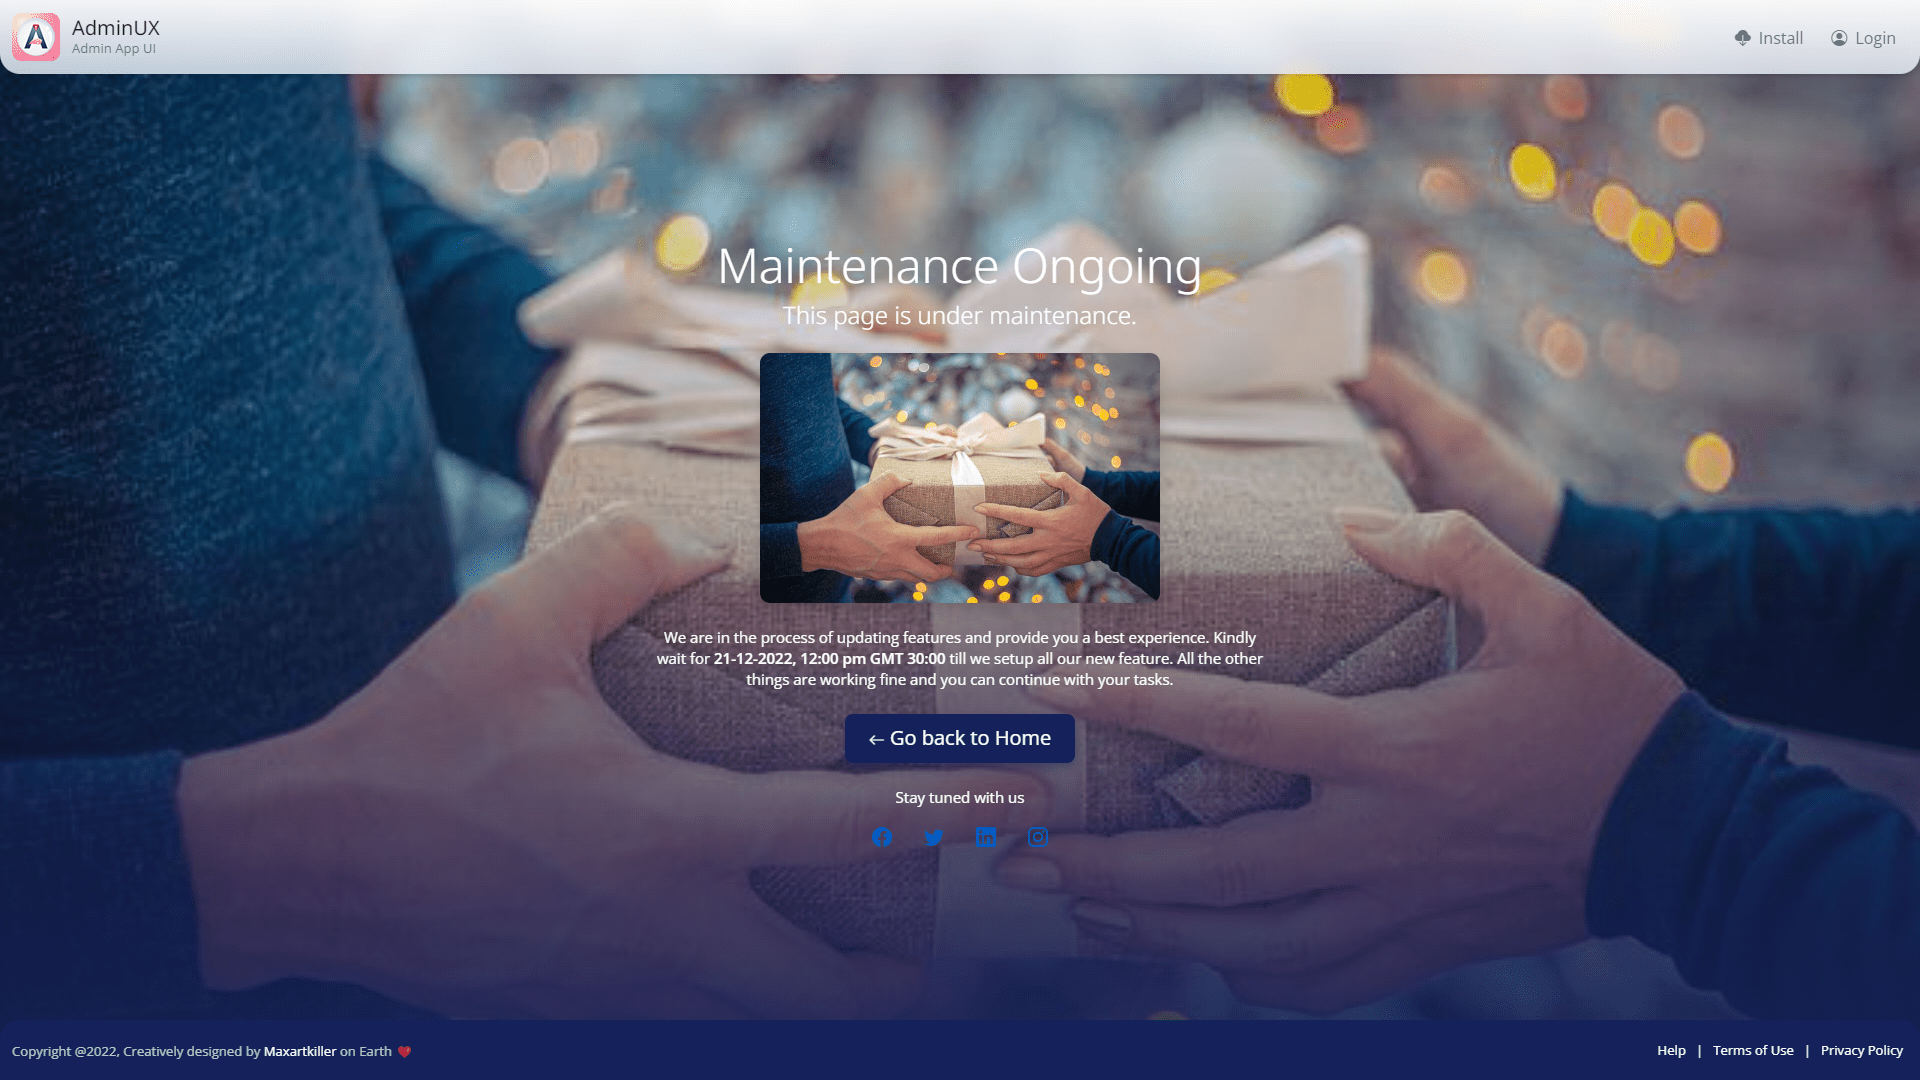 AdminUX
Admin App UI
Install
Login
Maintenance Ongoing
This page is under maintenance.
We are in the process of updating features and provide you a best experience. Kindly
wait for 21-12-2022, 12:00 pm GMT 30:00 till we setup all our new feature. All the other
things are working fine and you can continue with your tasks.
← Go back to Home
Stay tuned with us
Copyright @2022, Creatively designed by Maxartkiller on Earth ❤
Help | Terms of Use | Privacy Policy